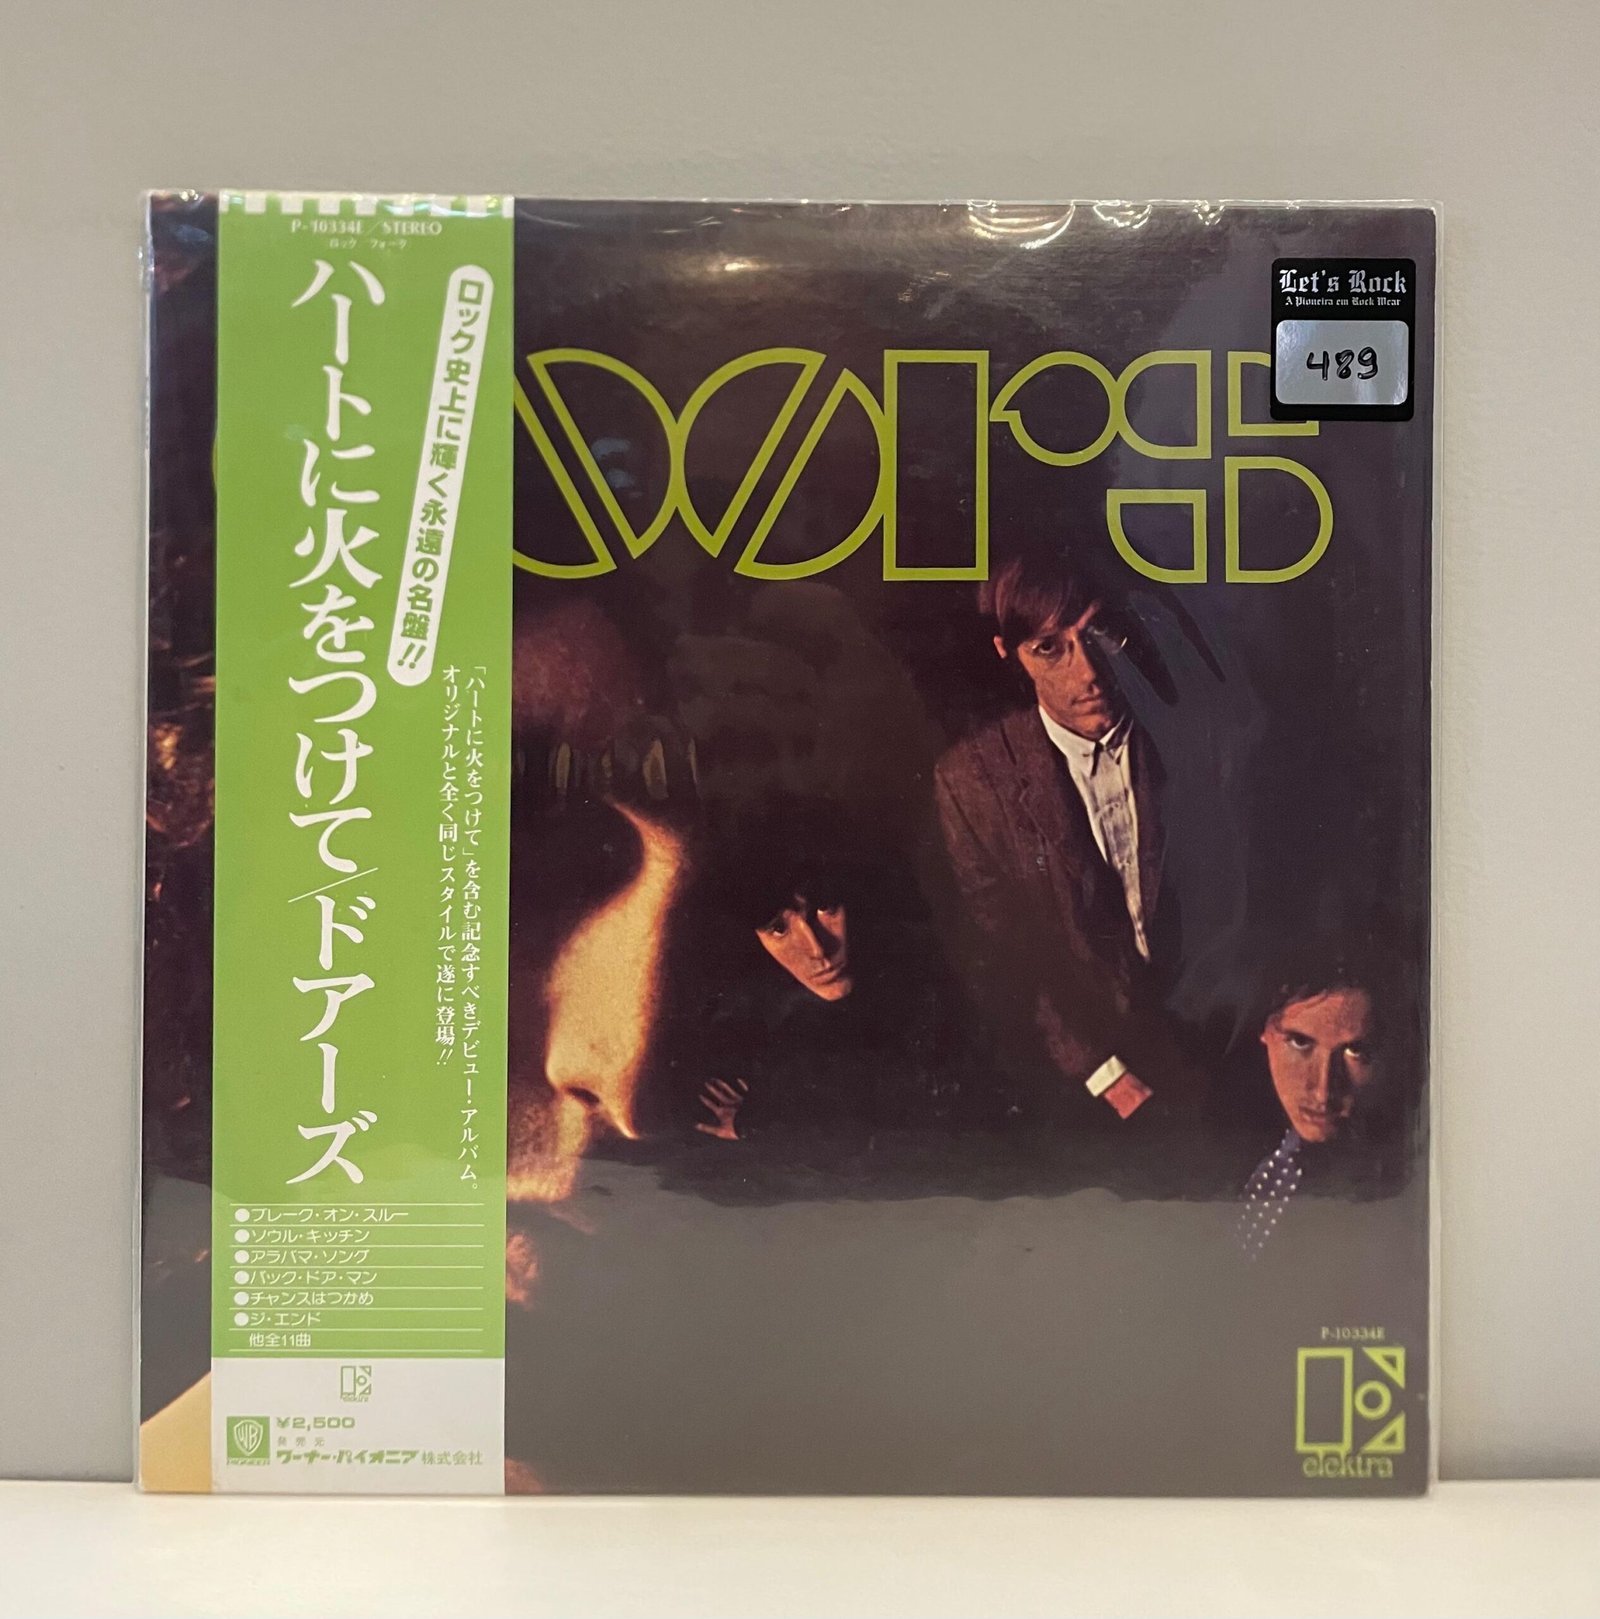 P-10334E/STEREO
ロック フォーク
ハートに火をつけて/ドアーズ
ロック史上に輝く永遠の名盤!!
「ハートに火をつけて」を含む記念すべきデビュー・アルバム。
オリジナルと全く同じスタイルで遂に登場!!
●ブレーク・オン・スルー
●ソウル・キッチン
●アラバマ・ソング
●バック・ドア・マン
●チャンスはつかめ
●ジ・エンド
他全11曲
elektra
WB
PIONEER
¥2,500
発売元
ワーナー・パイオニア株式会社
OORS
Let's Rock
A Pioneira em Rock Wear
489
P-10334E
elektra